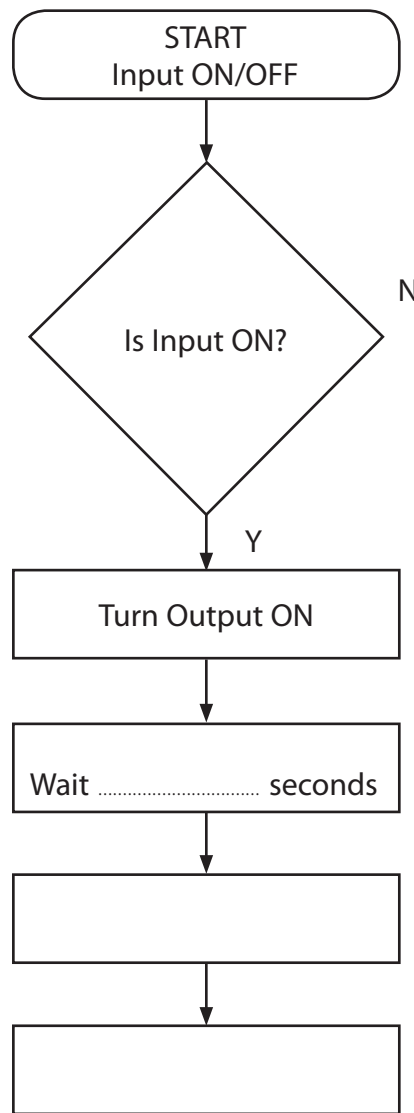 START
Input ON/OFF
N
Is Input ON?
Y
Turn Output ON
Wait .................................. seconds